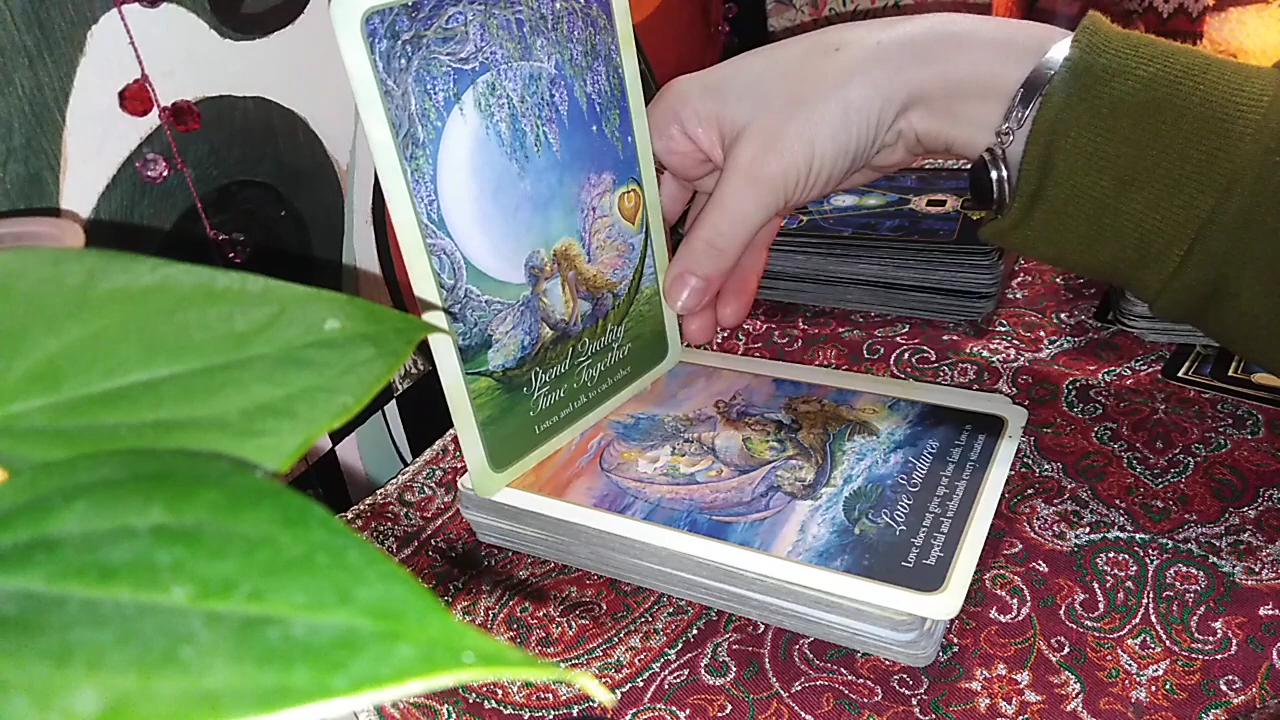 Spend Quality
Time Together
Listen and talk to each other
Love Endures
Love does not give up or lose faith. Love is
hopeful and withstands every situation